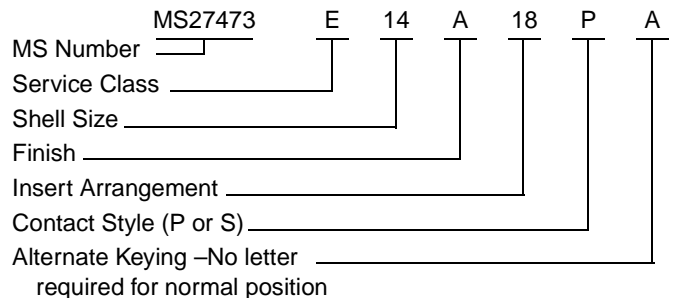 MS27473 E 14 A 18 P A
MS Number
Service Class
Shell Size
Finish
Insert Arrangement
Contact Style (P or S)
Alternate Keying –No letter
required for normal position